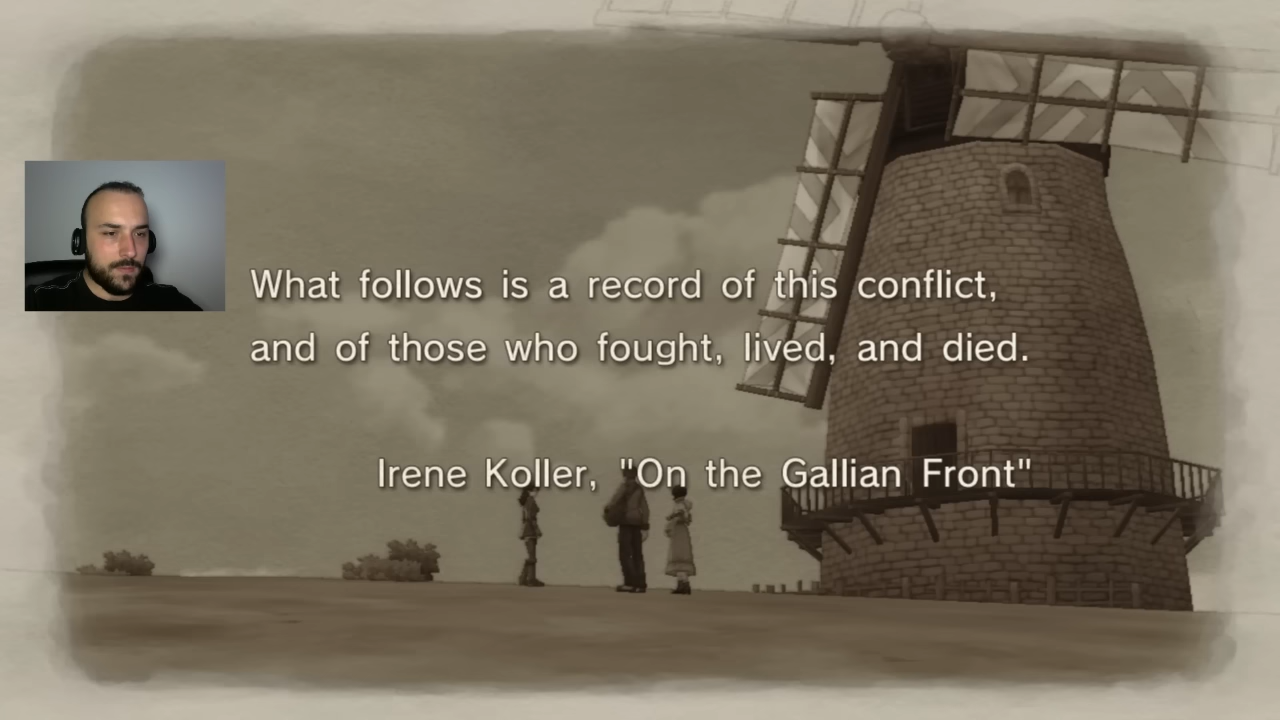 What follows is a record of this conflict,
and of those who fought, lived, and died.
Irene Koller, "On the Gallian Front"